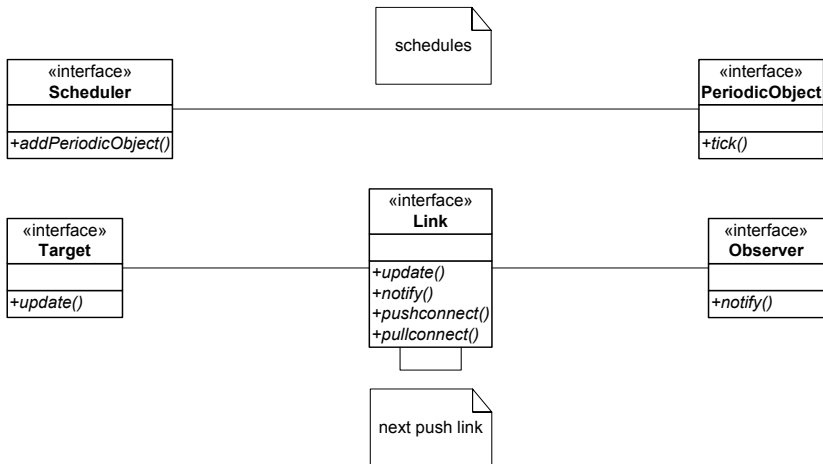 schedules
«interface»
Scheduler
+addPeriodicObject()
«interface»
PeriodicObject
+tick()
«interface»
Target
+update()
«interface»
Link
+update()
+notify()
+pushconnect()
+pullconnect()
«interface»
Observer
+notify()
next push link